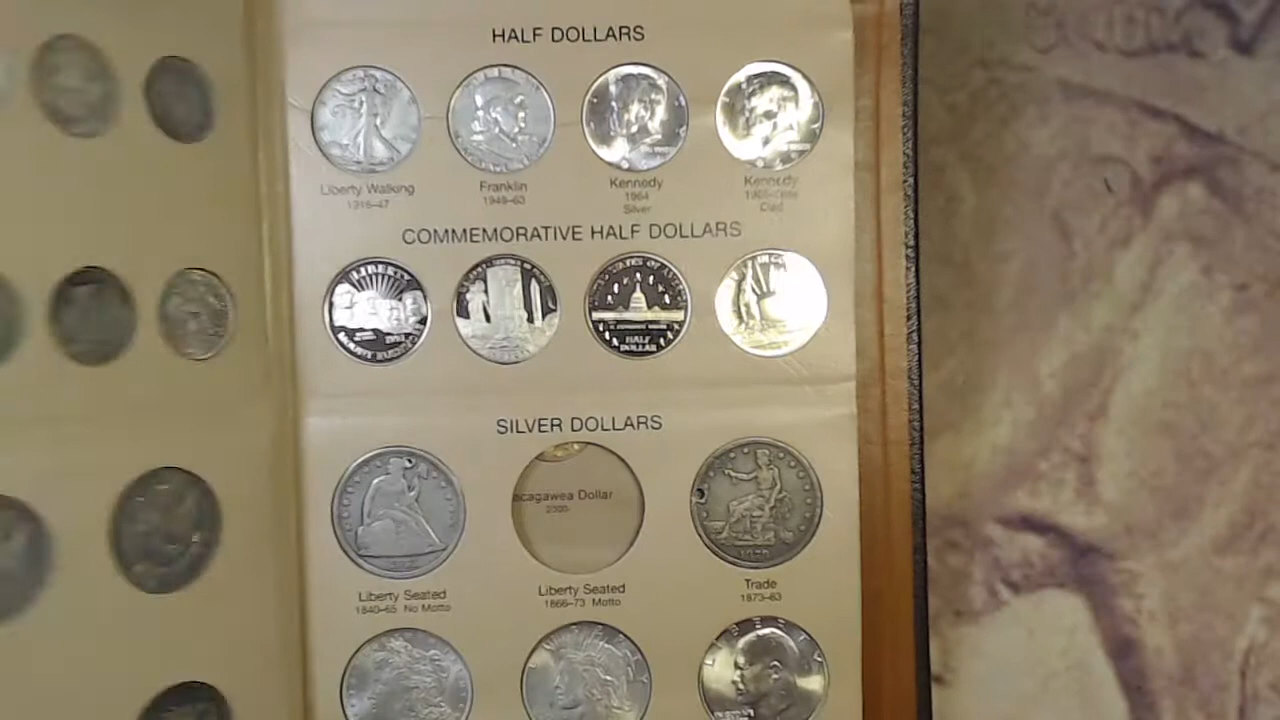 HALF DOLLARS
Liberty Walking
1916–47
Franklin
1948–63
Kennedy
1964
Silver
Kennedy
Clad
COMMEMORATIVE HALF DOLLARS
LIBERTY
HALF
DOLLAR
SILVER DOLLARS
acagawea Dollar
2000-
Liberty Seated
1840–65 No Motto
Liberty Seated
1866–73 Motto
Trade
1873–83
LIBERTY